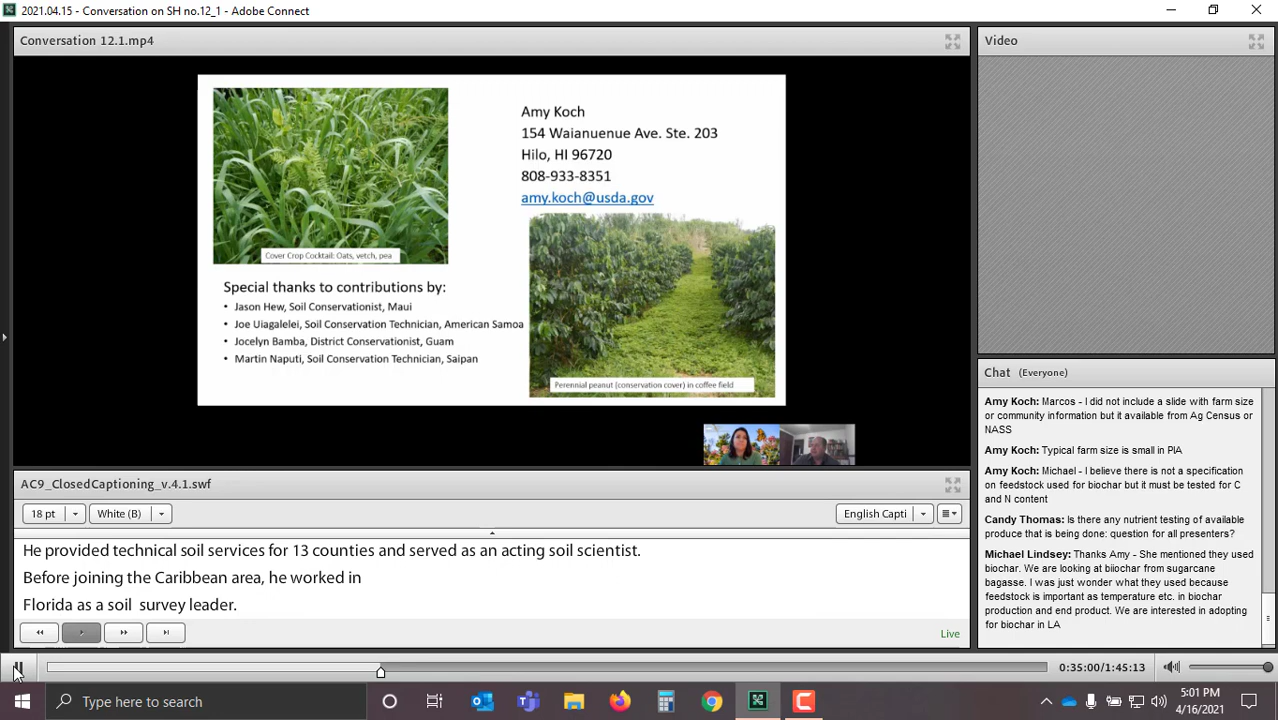 2021.04.15 - Conversation on SH no.12_1 - Adobe Connect
Conversation 12.1.mp4
Cover Crop Cocktail: Oats, vetch, pea
Amy Koch
154 Waianuenue Ave. Ste. 203
Hilo, HI 96720
808-933-8351
amy.koch@usda.gov
Special thanks to contributions by:
• Jason Hew, Soil Conservationist, Maui
• Joe Uiagalelei, Soil Conservation Technician, American Samoa
• Jocelyn Bamba, District Conservationist, Guam
• Martin Naputi, Soil Conservation Technician, Saipan
Perennial peanut (conservation cover) in coffee field
AC9_ClosedCaptioning_v.4.1.swf
18 pt
White (B)
English Capti
He provided technical soil services for 13 counties and served as an acting soil scientist.
Before joining the Caribbean area, he worked in
Florida as a soil survey leader.
Live
Video
Chat (Everyone)
Amy Koch: Marcos - I did not include a slide with farm size
or community information but it available from Ag Census or
NASS
Amy Koch: Typical farm size is small in PIA
Amy Koch: Michael - I believe there is not a specification
on feedstock used for biochar but it must be tested for C
and N content
Candy Thomas: Is there any nutrient testing of available
produce that is being done: question for all presenters?
Michael Lindsey: Thanks Amy - She mentioned they used
biochar. We are looking at biiochar from sugarcane
bagasse. I was just wonder what they used because
feedstock is important as temperature etc. in biochar
production and end product. We are interested in adopting
for biochar in LA
0:35:00/1:45:13
Type here to search
5:01 PM
4/16/2021